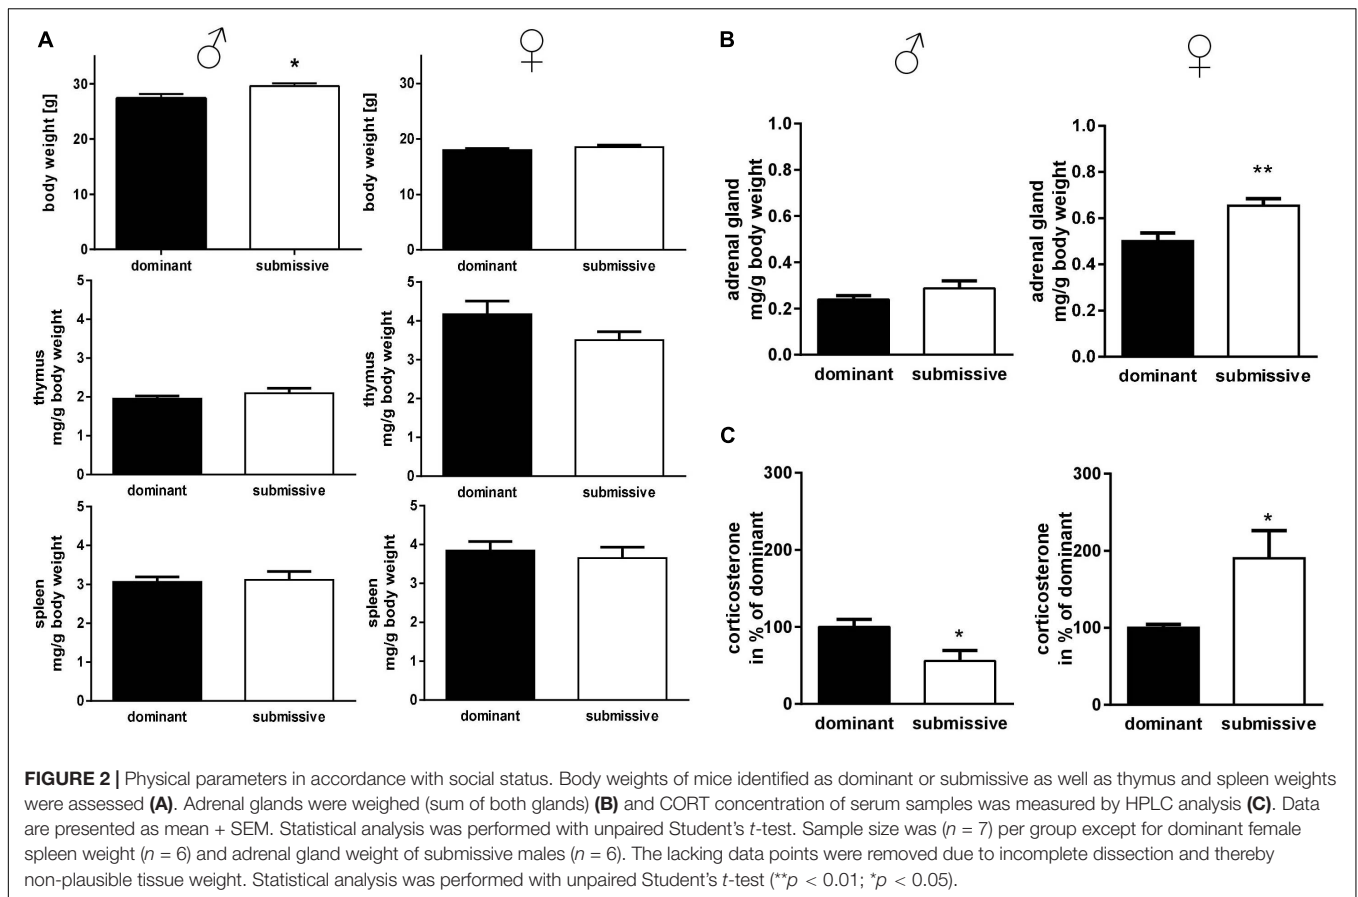 A
♂
♀
body weight [g]
30
20
10
0
*
dominant
submissive
body weight [g]
30
20
10
0
dominant
submissive
thymus
mg/g body weight
5
4
3
2
1
0
dominant
submissive
thymus
mg/g body weight
5
4
3
2
1
0
dominant
submissive
spleen
mg/g body weight
5
4
3
2
1
0
dominant
submissive
spleen
mg/g body weight
5
4
3
2
1
0
dominant
submissive
B
♂
♀
adrenal gland
mg/g body weight
1.0
0.8
0.6
0.4
0.2
0.0
dominant
submissive
adrenal gland
mg/g body weight
1.0
0.8
0.6
0.4
0.2
0.0
**
dominant
submissive
C
corticosterone
in % of dominant
300
200
100
0
*
dominant
submissive
corticosterone
in % of dominant
300
200
100
0
*
dominant
submissive
FIGURE 2 | Physical parameters in accordance with social status. Body weights of mice identified as dominant or submissive as well as thymus and spleen weights
were assessed (A). Adrenal glands were weighed (sum of both glands) (B) and CORT concentration of serum samples was measured by HPLC analysis (C). Data
are presented as mean + SEM. Statistical analysis was performed with unpaired Student's t-test. Sample size was (n = 7) per group except for dominant female
spleen weight (n = 6) and adrenal gland weight of submissive males (n = 6). The lacking data points were removed due to incomplete dissection and thereby
non-plausible tissue weight. Statistical analysis was performed with unpaired Student's t-test (**p < 0.01; *p < 0.05).